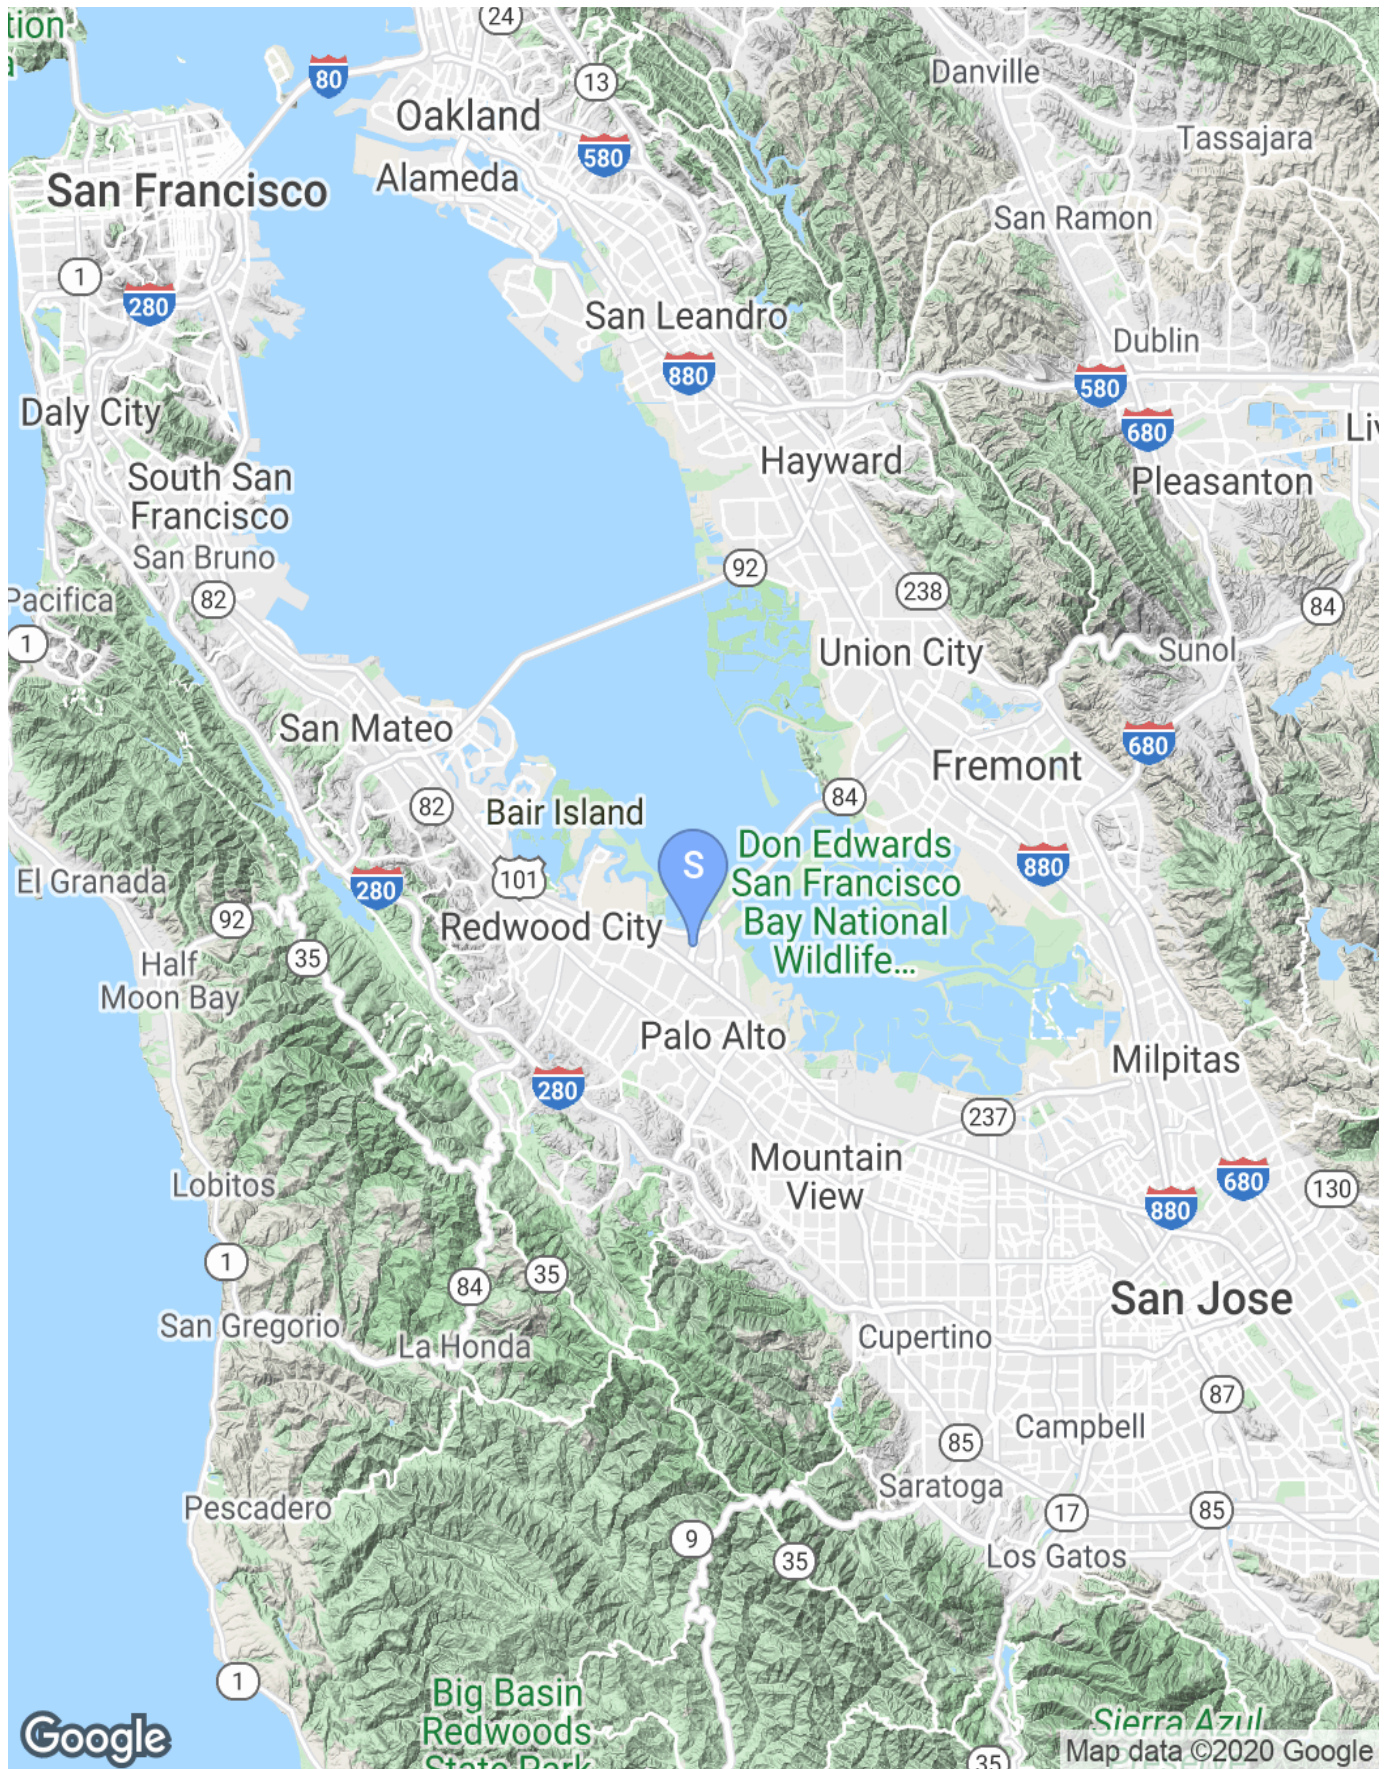 tion
a
24
80
13
Danville
Oakland
580
Tassajara
Alameda
San Francisco
San Ramon
1
280
San Leandro
Dublin
880
580
Daly City
680
Liv
Hayward
South San
Francisco
Pleasanton
San Bruno
92
82
238
Pacifica
84
1
Union City
Sunol
San Mateo
680
Fremont
82
84
Bair Island
Don Edwards
San Francisco
Bay National
Wildlife...
S
880
101
280
El Granada
92
Redwood City
35
Half
Moon Bay
Palo Alto
Milpitas
280
237
Mountain
View
Lobitos
680
130
880
1
35
84
San Jose
San Gregorio
La Honda
Cupertino
87
Campbell
85
Saratoga
Pescadero
17
85
9
35
Los Gatos
1
Big Basin
Redwoods
State Park
Sierra Azul
Preserve
35
Google
Map data ©2020 Google